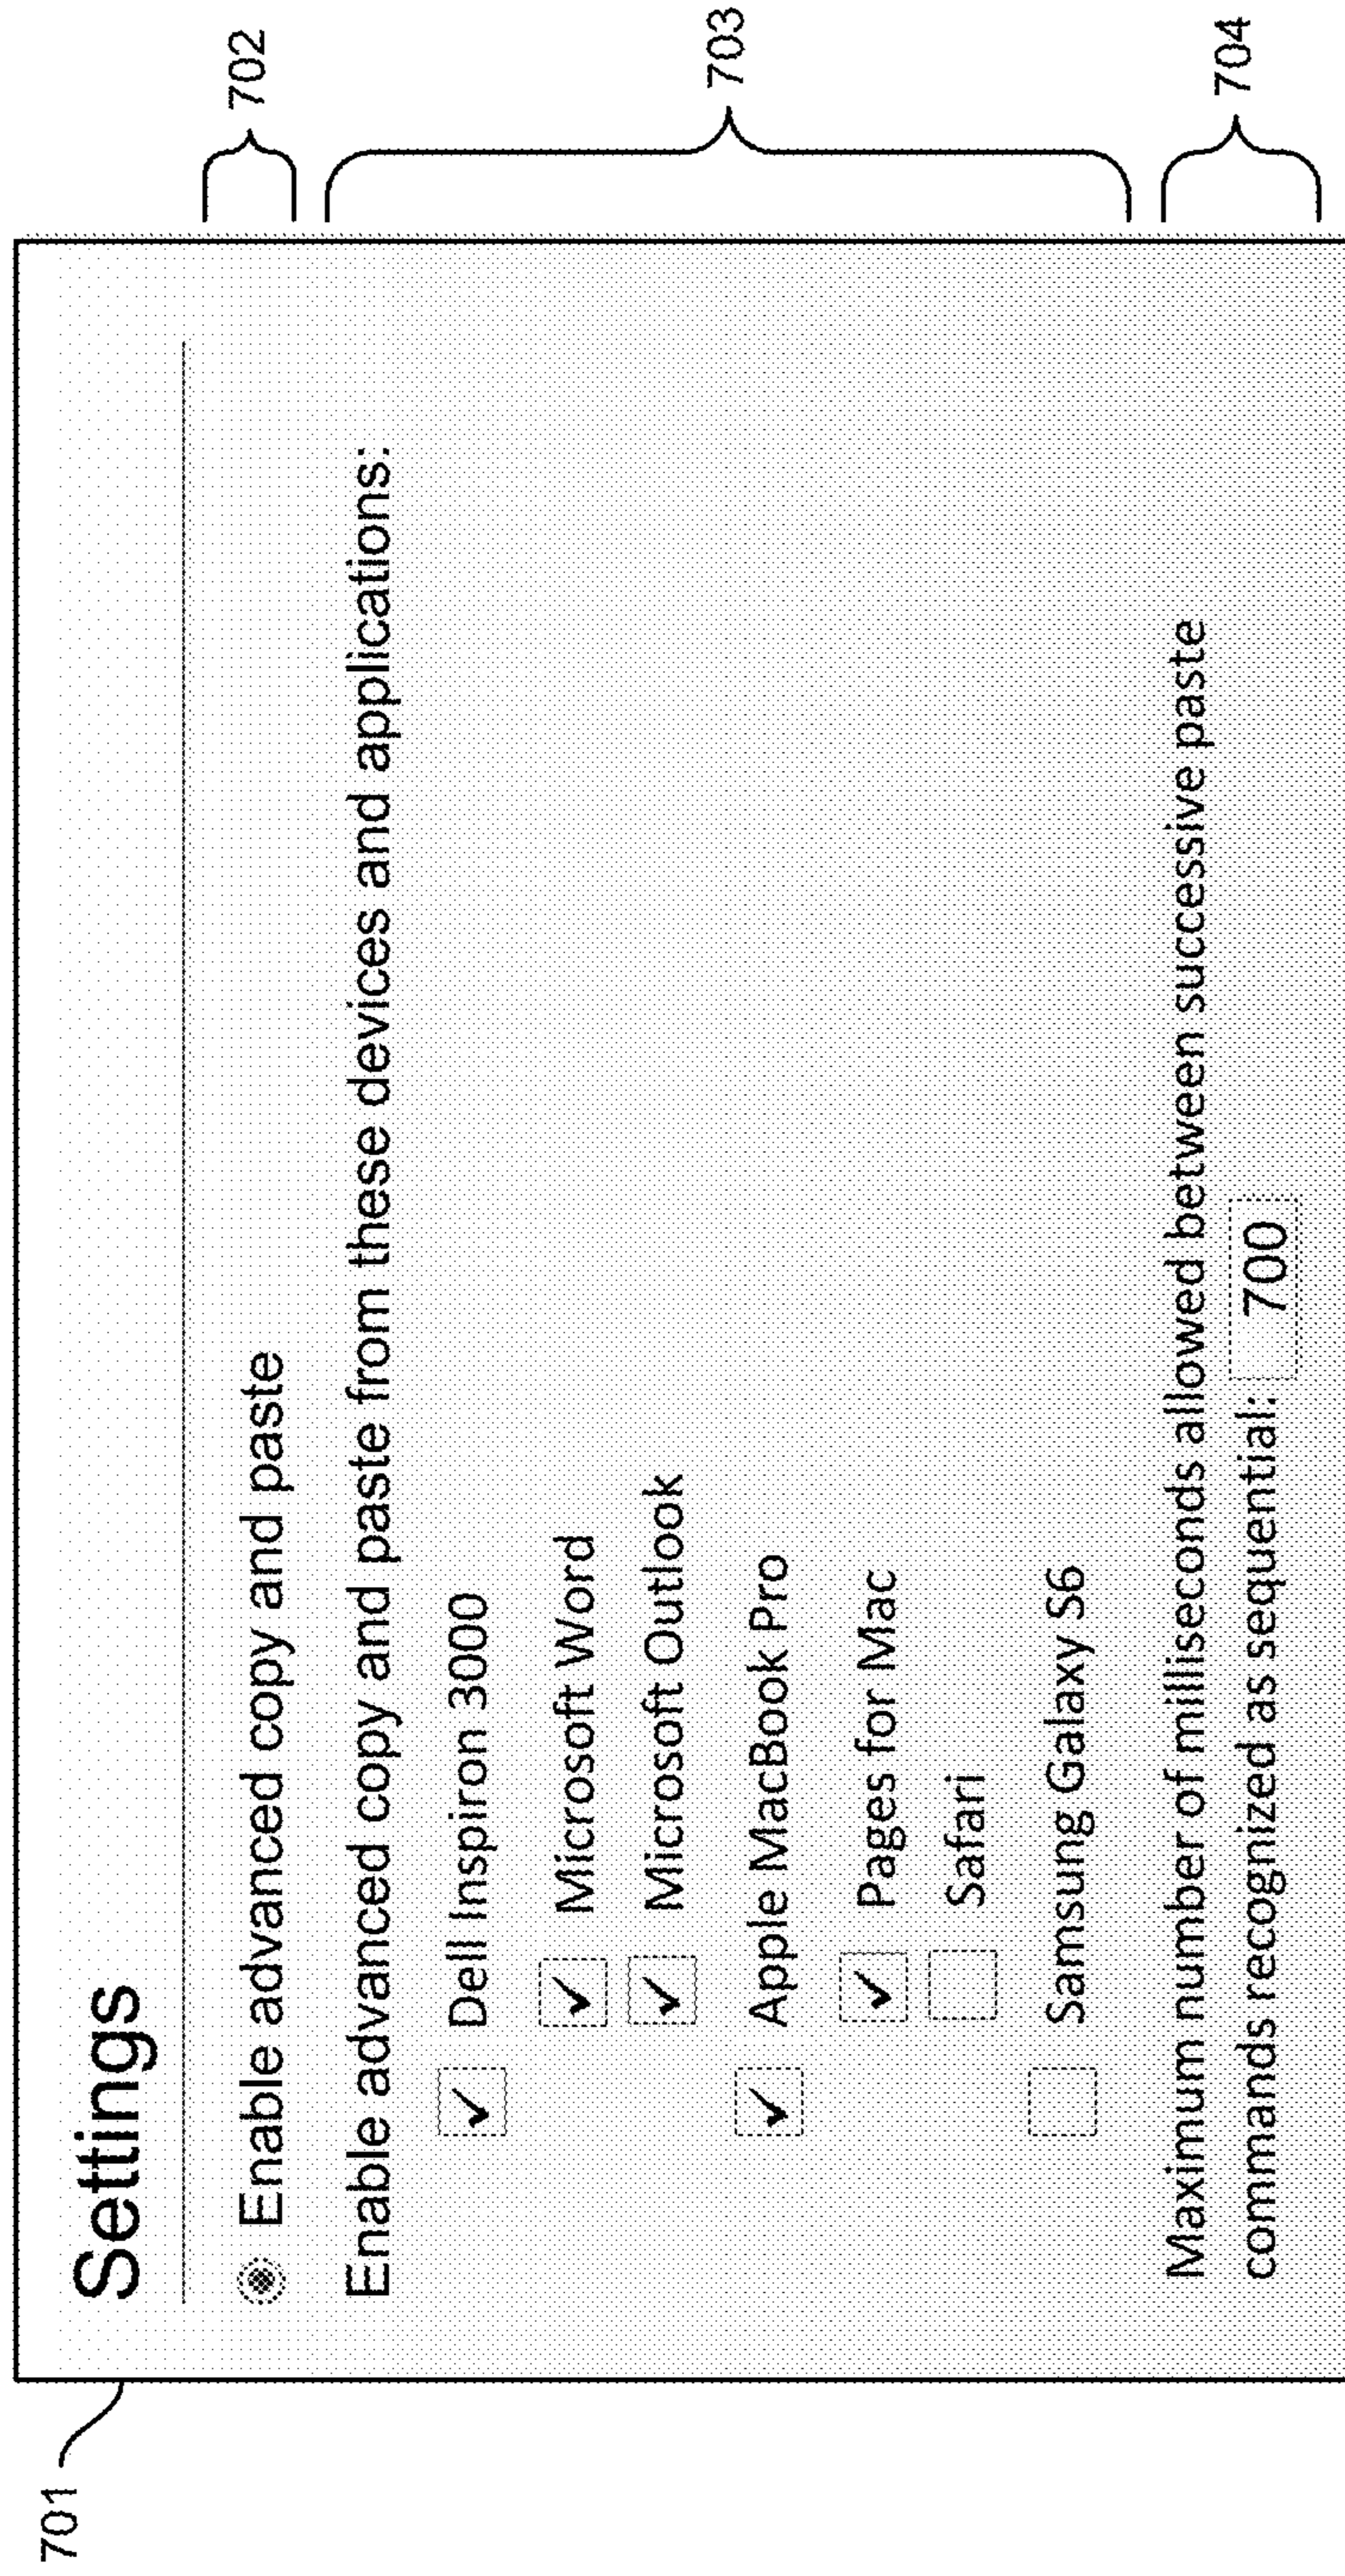 701
Settings
Enable advanced copy and paste
702
Enable advanced copy and paste from these devices and applications:
703
Dell Inspiron 3000
Microsoft Word
Microsoft Outlook
Apple MacBook Pro
Pages for Mac
Safari
Samsung Galaxy S6
Maximum number of milliseconds allowed between successive paste
commands recognized as sequential: 700
704